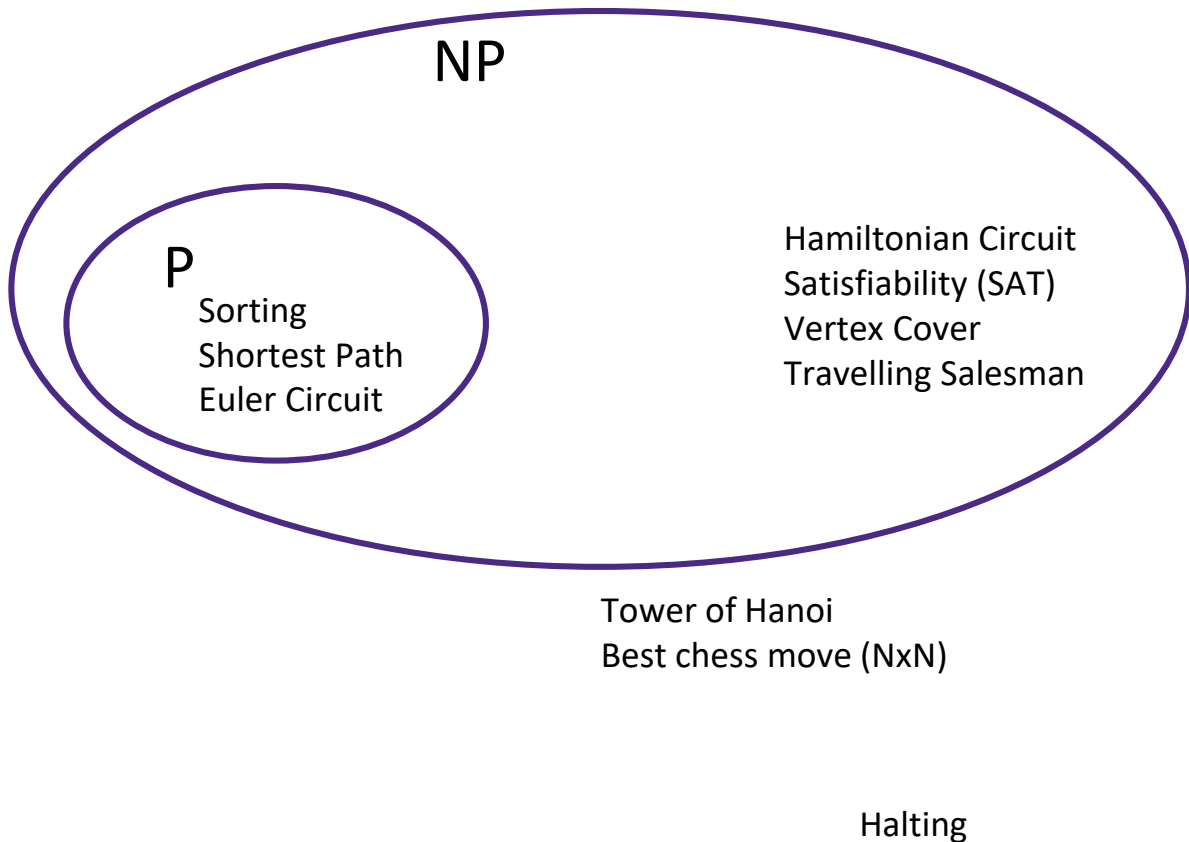 NP
P
Sorting
Shortest Path
Euler Circuit
Hamiltonian Circuit
Satisfiability (SAT)
Vertex Cover
Travelling Salesman
Tower of Hanoi
Best chess move (NxN)
Halting